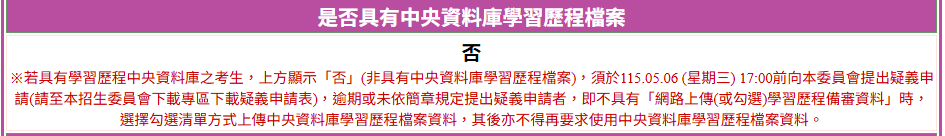 是否具有中央資料庫學習歷程檔案
否
※若具有學習歷程中央資料庫之考生，上方顯示「否」(非具有中央資料庫學習歷程檔案)，須於115.05.06 (星期三) 17:00前向本委員會提出疑義申
請(請至本招生委員會下載專區下載疑義申請表)，逾期或未依簡章規定提出疑義申請者，即不具有「網路上傳(或勾選)學習歷程備審資料」時，
選擇勾選清單方式上傳中央資料庫學習歷程檔案資料，其後亦不得再要求使用中央資料庫學習歷程檔案資料。